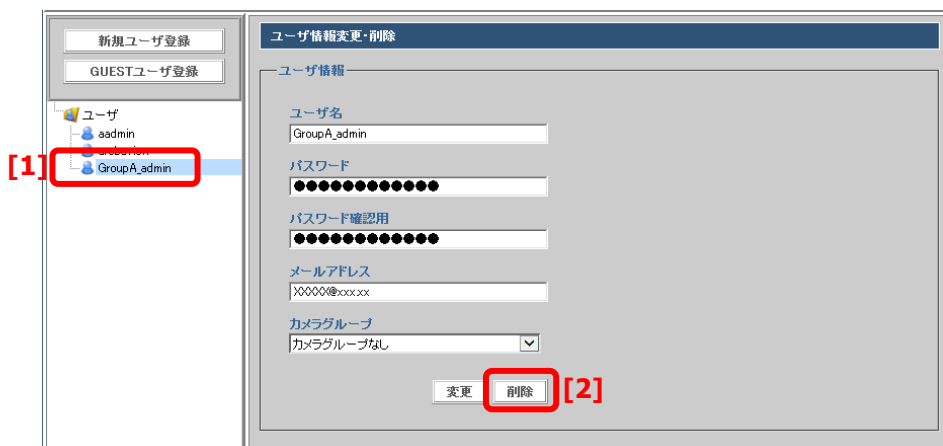 新規ユーザ登録
GUESTユーザ登録
ユーザ
aadmin
[1]
GroupA_admin
ユーザ情報変更・削除
ユーザ情報
ユーザ名
GroupA_admin
パスワード
●●●●●●●●●●●●
パスワード確認用
●●●●●●●●●●●●
メールアドレス
XXXXX@xxx.xx
カメラグループ
カメラグループなし
変更
削除
[2]